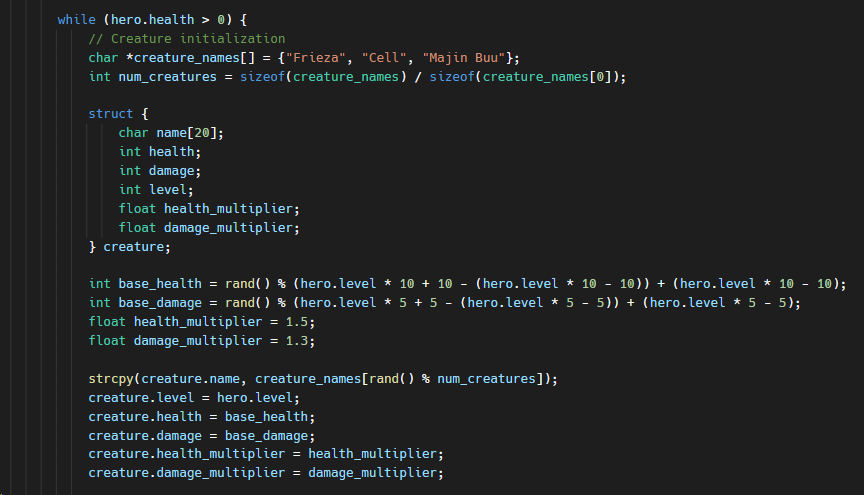 while (hero.health > 0) {
// Creature initialization
char *creature_names[] = {"Frieza", "Cell", "Majin Buu"};
int num_creatures = sizeof(creature_names) / sizeof(creature_names[0]);
struct {
char name[20];
int health;
int damage;
int level;
float health_multiplier;
float damage_multiplier;
} creature;
int base_health = rand() % (hero.level * 10 + 10 - (hero.level * 10 - 10)) + (hero.level * 10 - 10);
int base_damage = rand() % (hero.level * 5 + 5 - (hero.level * 5 - 5)) + (hero.level * 5 - 5);
float health_multiplier = 1.5;
float damage_multiplier = 1.3;
strcpy(creature.name, creature_names[rand() % num_creatures]);
creature.level = hero.level;
creature.health = base_health;
creature.damage = base_damage;
creature.health_multiplier = health_multiplier;
creature.damage_multiplier = damage_multiplier;